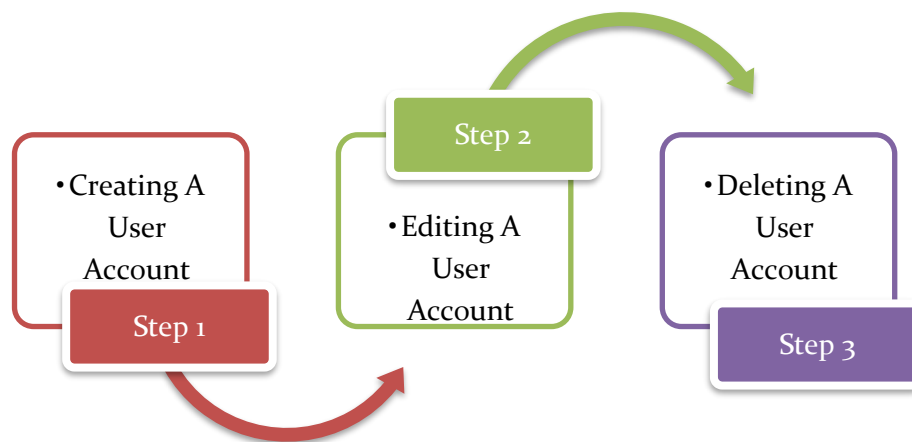 • Creating A
User
Account
Step 1
Step 2
• Editing A
User
Account
• Deleting A
User
Account
Step 3